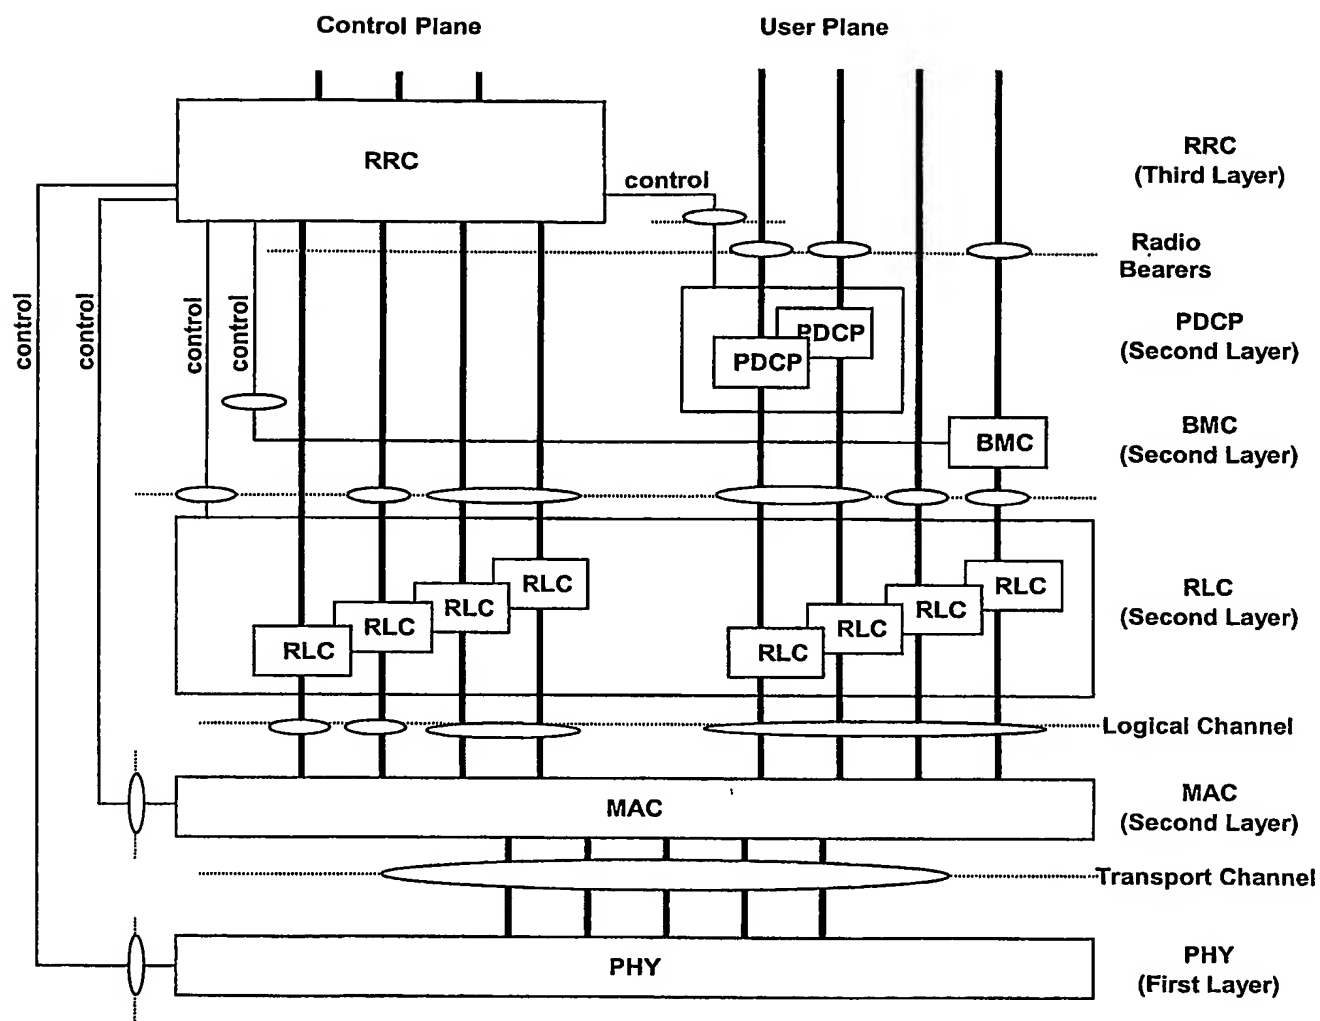 Control Plane
User Plane
RRC
control
RRC
(Third Layer)
Radio
Bearers
control
control
control
control
PDCP
PDCP
PDCP
(Second Layer)
BMC
BMC
(Second Layer)
RLC
RLC
RLC
RLC
RLC
RLC
RLC
RLC
RLC
(Second Layer)
Logical Channel
MAC
MAC
(Second Layer)
Transport Channel
PHY
PHY
(First Layer)